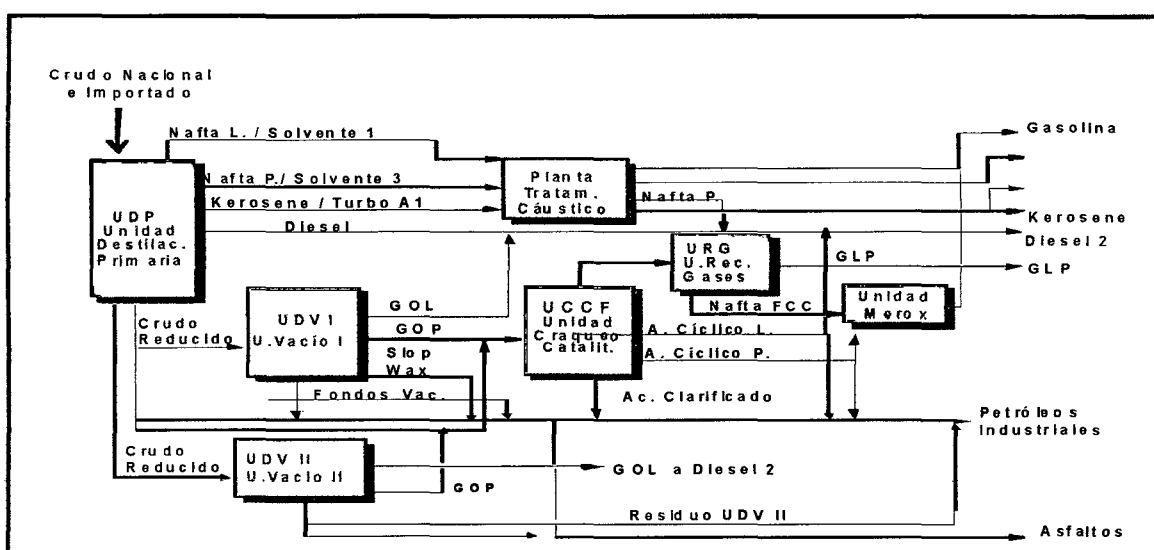 Crudo Nacional
e Importado
Nafta L. / Solvente 1
Gasolina
Nafta P./ Solvente 3
Kerosene / Turbo A1
Diesel
UDP
Unidad
Destilac.
Primaria
Planta
Tratam.
Cáustico
Nafta P.
Kerosene
Diesel 2
URG
U.Rec.
Gases
GLP
GLP
Nafta FCC
Unidad
Merox
Crudo
Reducido
UDV I
U.Vacío I
GOL
GOP
Slop
Wax
UCCF
Unidad
Craqueo
Catalít.
A. Cíclico L.
A. Cíclico P.
Fondos Vac.
Ac. Clarificado
Petróleos
Industriales
Crudo
Reducido
UDV II
U.Vacío II
GOL a Diesel 2
GOP
Residuo UDV II
Asfaltos